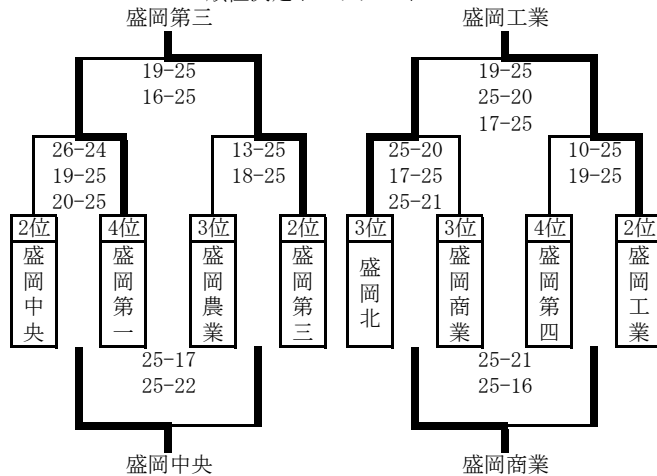 盛岡第三
盛岡工業
19-25
16-25
19-25
25-20
17-25
26-24
19-25
20-25
13-25
18-25
25-20
17-25
25-21
10-25
19-25
2位
4位
3位
2位
3位
3位
4位
2位
盛岡中央
盛岡第一
盛岡農業
盛岡第三
盛岡北
盛岡商業
盛岡第四
盛岡工業
25-17
25-22
25-21
25-16
盛岡中央
盛岡商業